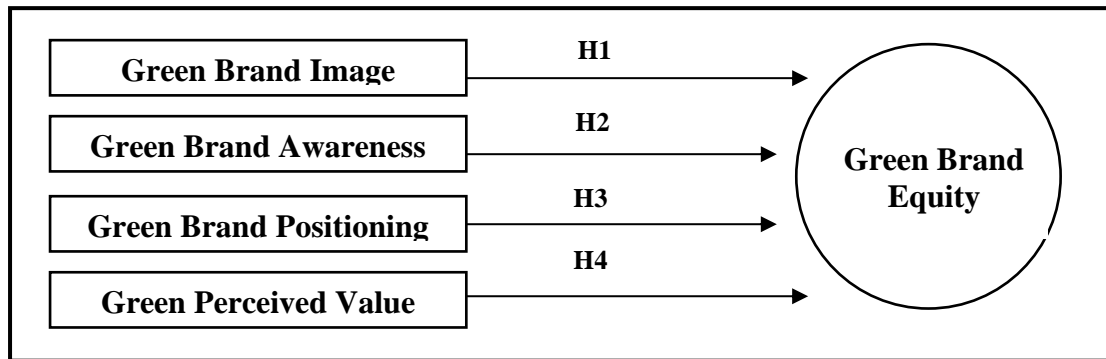 Green Brand Image
H1
Green Brand Awareness
H2
Green Brand Positioning
H3
Green Perceived Value
H4
Green Brand
Equity